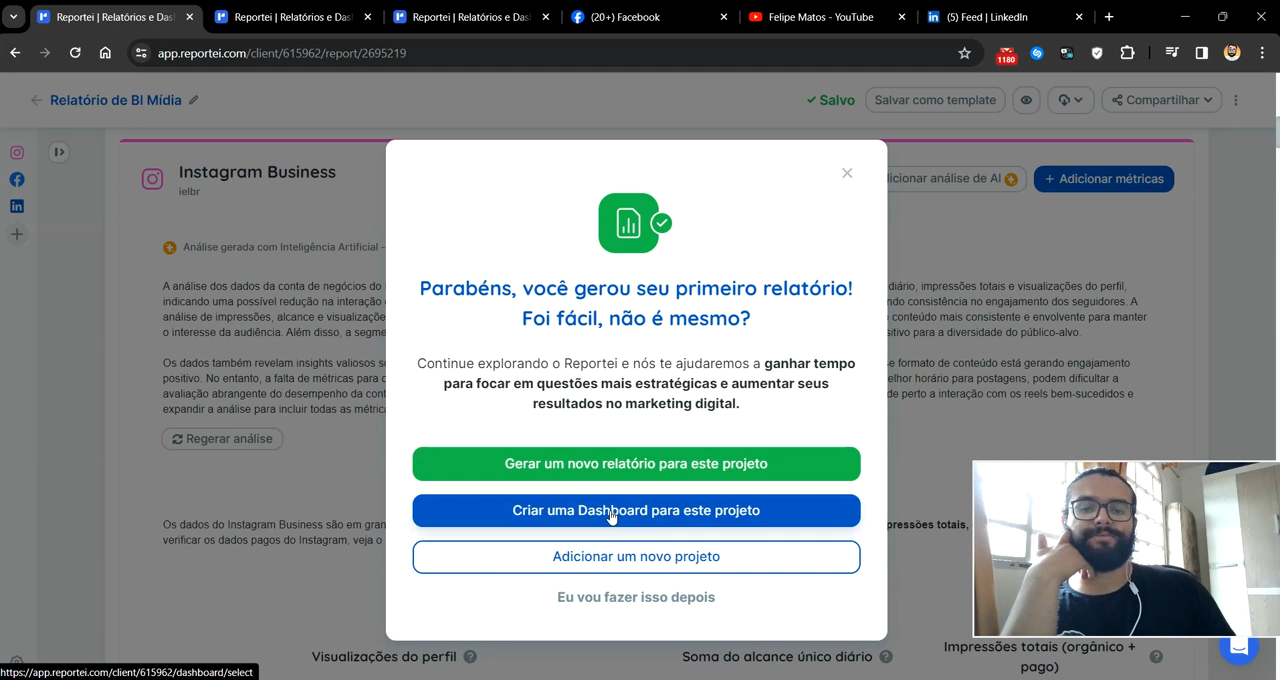 Reportei | Relatórios e Das
Reportei | Relatórios e Das
Reportei | Relatórios e Das
(20+) Facebook
Felipe Matos - YouTube
(5) Feed | LinkedIn
app.reportei.com/client/615962/report/2695219
1180
Relatório de BI Mídia
Salvo
Salvar como template
Compartilhar
Instagram Business
ielbr
dicionar análise de AI
+ Adicionar métricas
Análise gerada com Inteligência Artificial -
A análise dos dados da conta de negócios do
diário, impressões totais e visualizações do perfil,
indicando uma possível redução na interação
ndo consistência no engajamento dos seguidores. A
análise de impressões, alcance e visualizaçõe
conteúdo mais consistente e envolvente para manter
o interesse da audiência. Além disso, a segme
sitivo para a diversidade do público-alvo.
Os dados também revelam insights valiosos s
e formato de conteúdo está gerando engajamento
positivo. No entanto, a falta de métricas para
elhor horário para postagens, podem dificultar a
avaliação abrangente do desempenho da cont
de perto a interação com os reels bem-sucedidos e
expandir a análise para incluir todas as métric
Regerar análise
Os dados do Instagram Business são em gran
pressões totais,
verificar os dados pagos do Instagram, veja o
Parabéns, você gerou seu primeiro relatório!
Foi fácil, não é mesmo?
Continue explorando o Reportei e nós te ajudaremos a ganhar tempo
para focar em questões mais estratégicas e aumentar seus
resultados no marketing digital.
Gerar um novo relatório para este projeto
Criar uma Dashboard para este projeto
Adicionar um novo projeto
Eu vou fazer isso depois
Visualizações do perfil
Soma do alcance único diário
Impressões totais (orgânico +
pago)
https://app.reportei.com/client/615962/dashboard/select